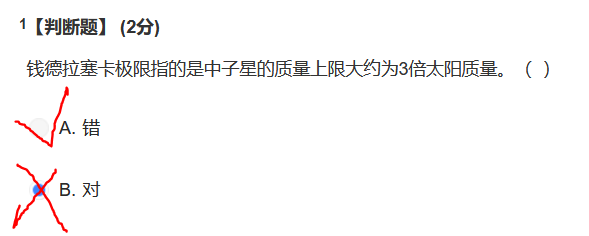 1【判断题】 (2分)
钱德拉塞卡极限指的是中子星的质量上限大约为3倍太阳质量。（ ）
A. 错
B. 对